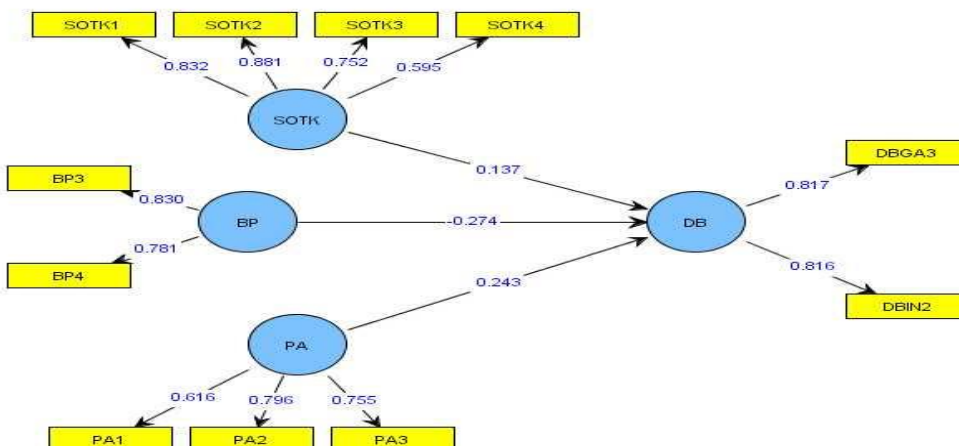 SOTK1
SOTK2
SOTK3
SOTK4
0.832
0.881
0.752
0.595
SOTK
0.137
DBGA3
0.817
BP3
0.830
BP
-0.274
DB
0.781
BP4
0.816
DBIN2
0.243
PA
0.616
0.796
0.755
PA1
PA2
PA3